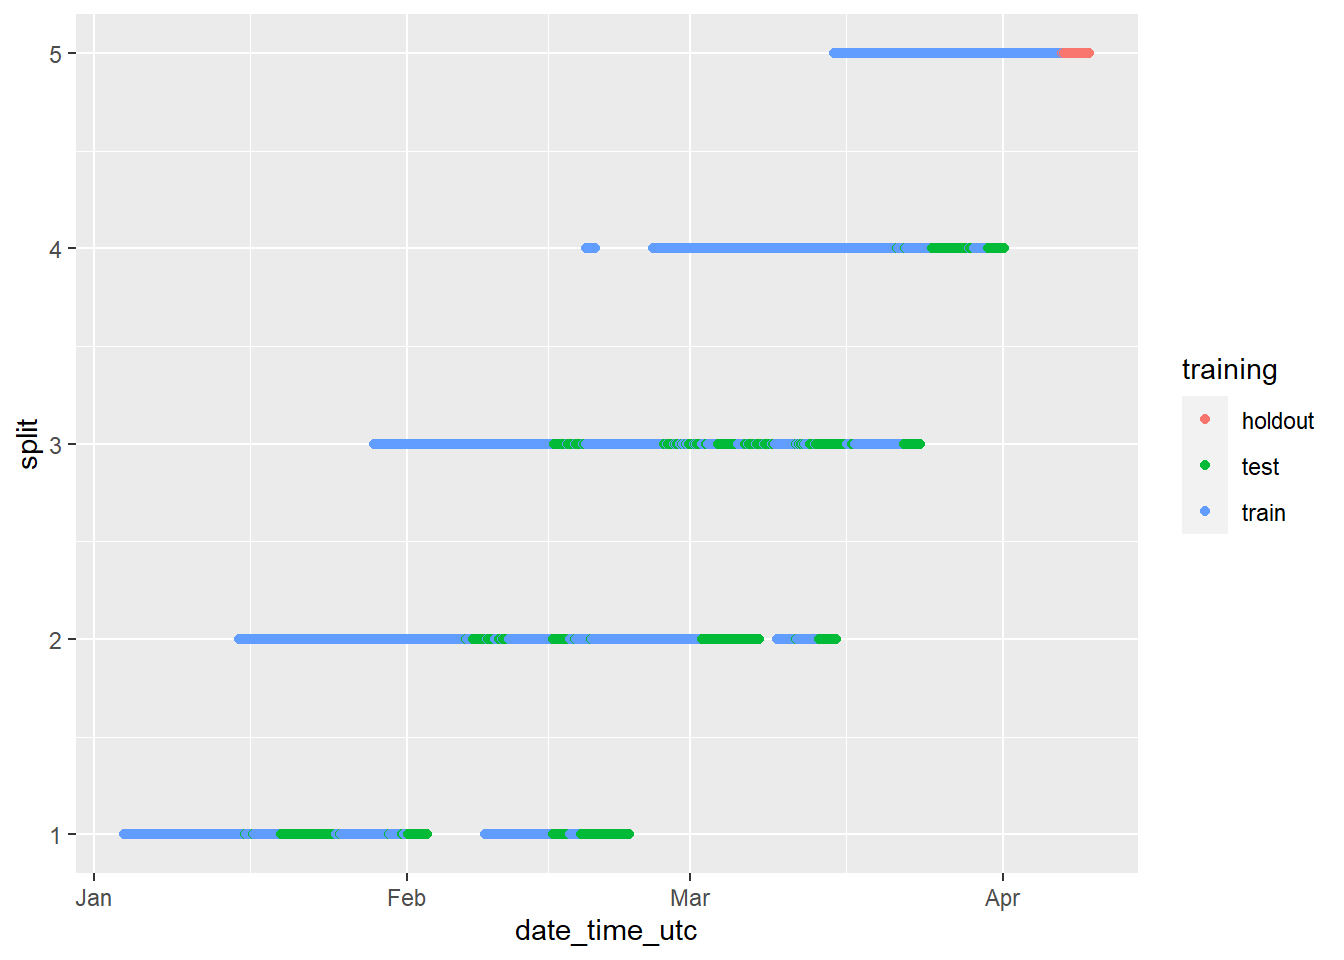 5
4
3
2
1
split
Jan
Feb
Mar
Apr
date_time_utc
training
holdout
test
train